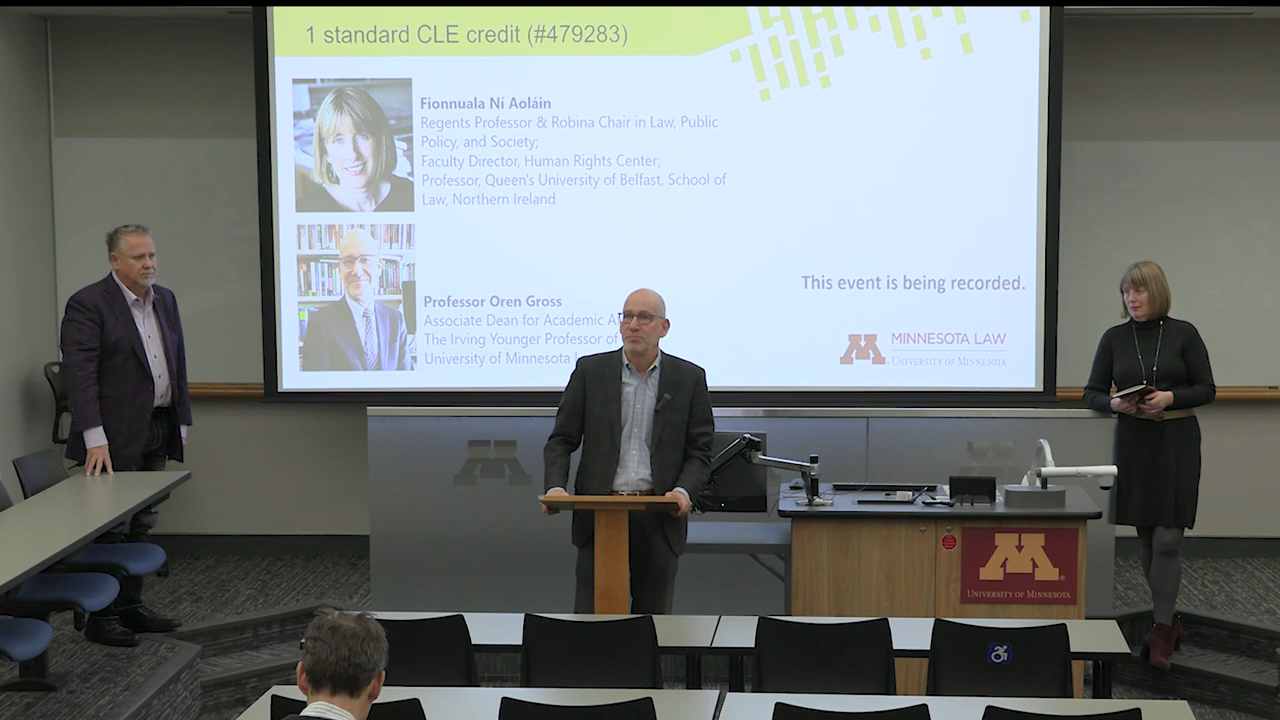 1 standard CLE credit (#479283)
Fionnuala Ní Aoláin
Regents Professor & Robina Chair in Law, Public
Policy, and Society;
Faculty Director, Human Rights Center;
Professor, Queen's University of Belfast, School of
Law, Northern Ireland
Professor Oren Gross
Associate Dean for Academic A
The Irving Younger Professor of
University of Minnesota
This event is being recorded.
M
MINNESOTA LAW
UNIVERSITY OF MINNESOTA
M
UNIVERSITY OF MINNESOTA